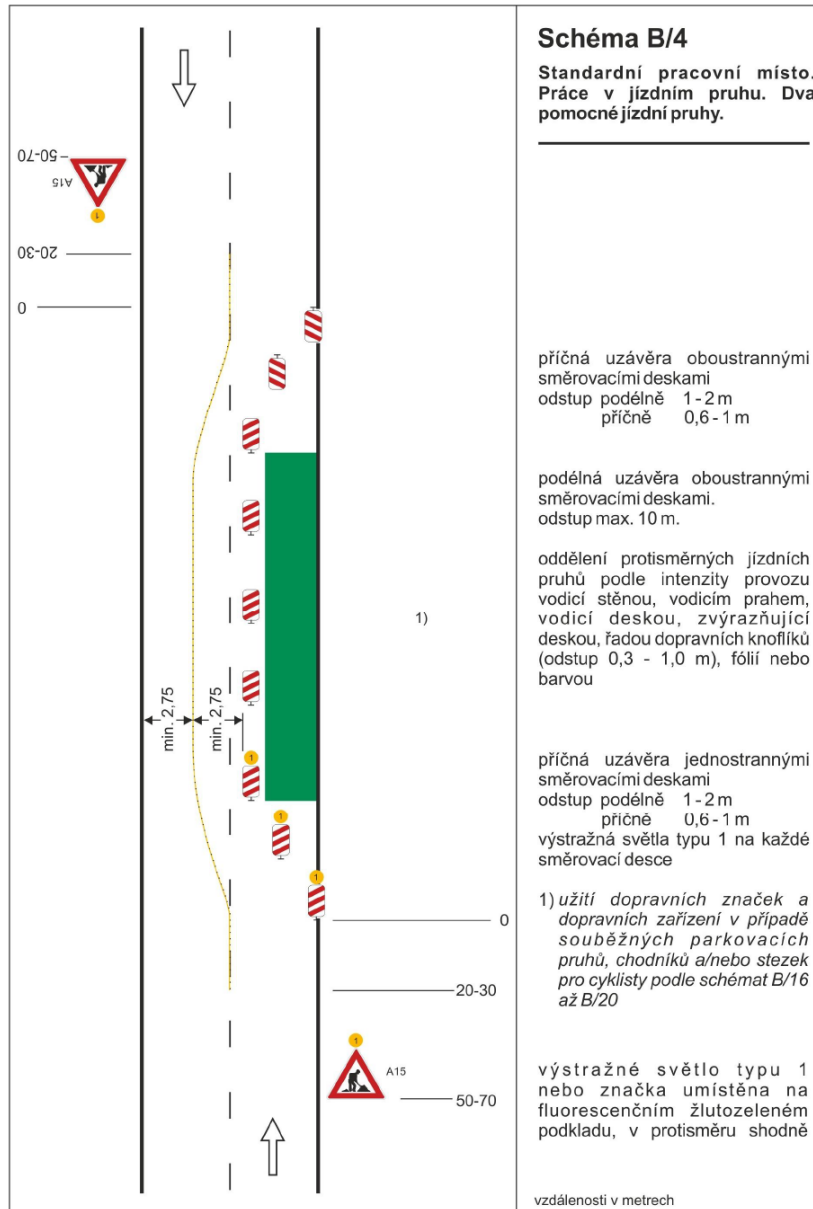 Schéma B/4
Standardní pracovní místo.
Práce v jízdním pruhu. Dva
pomocné jízdní pruhy.
50-70
A15
1
20-30
0
příčná uzávěra oboustrannými
směrovacími deskami
odstup podélně 1-2 m
příčně 0,6-1 m
podélná uzávěra oboustrannými
směrovacími deskami.
odstup max. 10 m.
oddělení protisměrných jízdních
pruhů podle intenzity provozu
vodicí stěnou, vodicím prahem,
vodicí deskou, zvýrazňující
deskou, řadou dopravních knoflíků
(odstup 0,3 - 1,0 m), fólií nebo
barvou
1)
min. 2,75
min. 2,75
1
1
1
příčná uzávěra jednostrannými
směrovacími deskami
odstup podélně 1-2 m
příčně 0,6-1 m
výstražná světla typu 1 na každé
směrovací desce
0
1) užití dopravních značek a
dopravních zařízení v případě
souběžných parkovacích
pruhů, chodníků a/nebo stezek
pro cyklisty podle schémat B/16
až B/20
20-30
1
A15
50-70
výstražné světlo typu 1
nebo značka umístěna na
fluorescenčním žlutozeleném
podkladu, v protisměru shodně
vzdálenosti v metrech